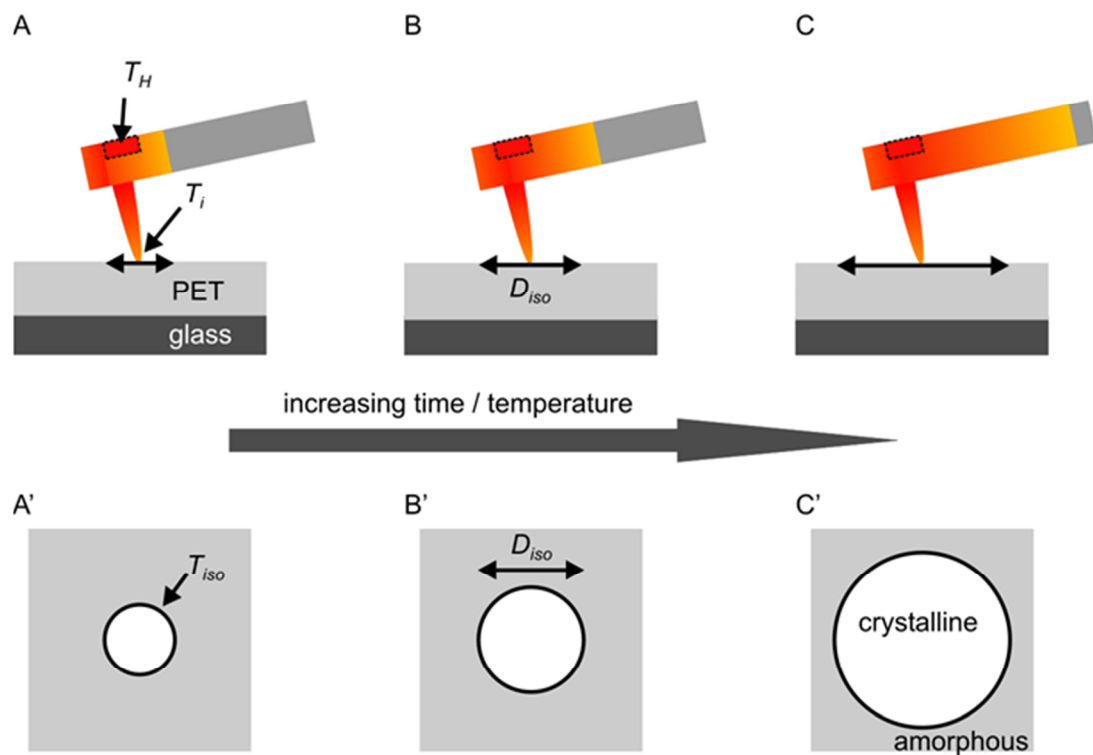 A
B
C
T_H
T_i
PET
glass
D_iso
increasing time / temperature
A'
B'
C'
T_iso
D_iso
crystalline
amorphous